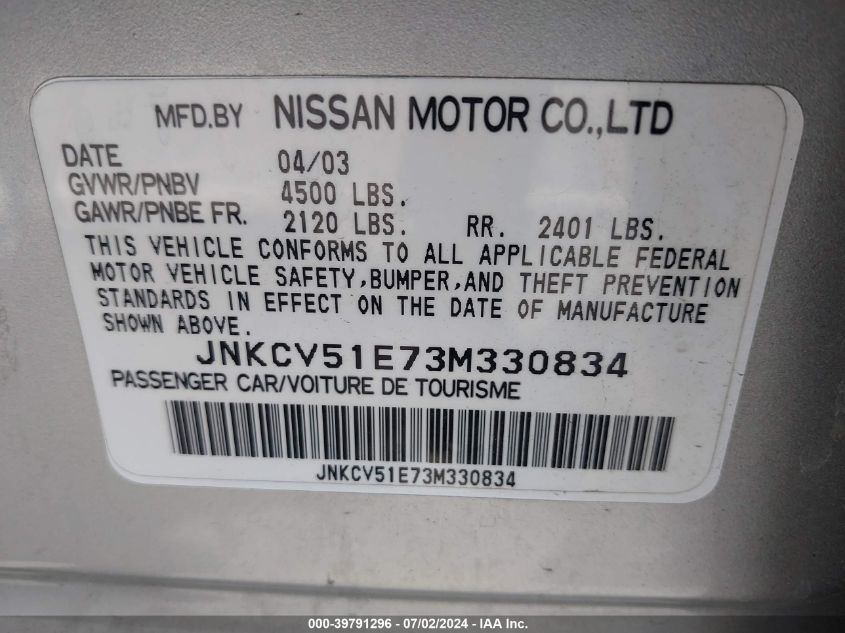 MFD.BY NISSAN MOTOR CO.,LTD
DATE 04/03
GVWR/PNBV 4500 LBS.
GAWR/PNBE FR. 2120 LBS. RR. 2401 LBS.
THIS VEHICLE CONFORMS TO ALL APPLICABLE FEDERAL
MOTOR VEHICLE SAFETY,BUMPER,AND THEFT PREVENTION
STANDARDS IN EFFECT ON THE DATE OF MANUFACTURE
SHOWN ABOVE.
JNKCV51E73M330834
PASSENGER CAR/VOITURE DE TOURISME
JNKCV51E73M330834
000-39791296 - 07/02/2024 - IAA Inc.